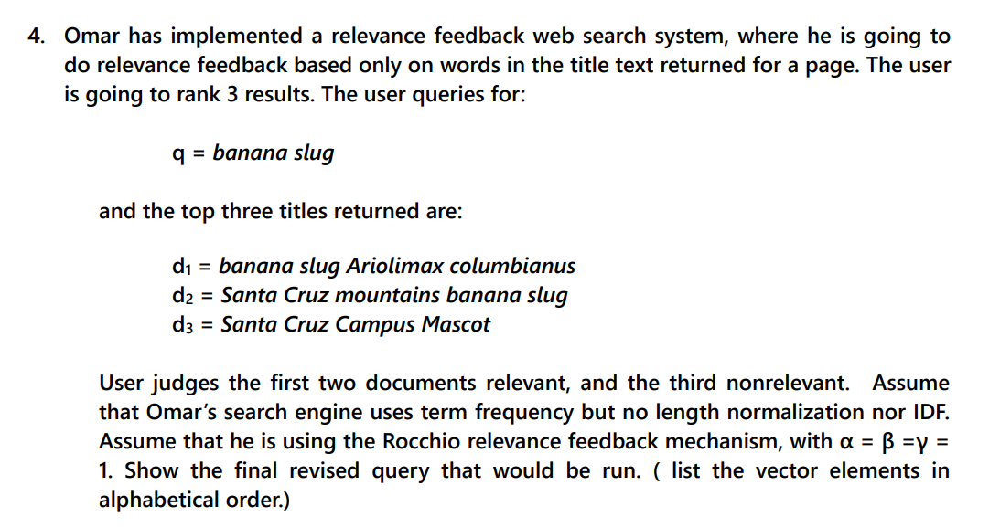 4. Omar has implemented a relevance feedback web search system, where he is going to
do relevance feedback based only on words in the title text returned for a page. The user
is going to rank 3 results. The user queries for:
q = banana slug
and the top three titles returned are:
d₁ = banana slug Ariolimax columbianus
d₂ = Santa Cruz mountains banana slug
d₃ = Santa Cruz Campus Mascot
User judges the first two documents relevant, and the third nonrelevant. Assume
that Omar’s search engine uses term frequency but no length normalization nor IDF.
Assume that he is using the Rocchio relevance feedback mechanism, with α = β =γ =
1. Show the final revised query that would be run. ( list the vector elements in
alphabetical order.)